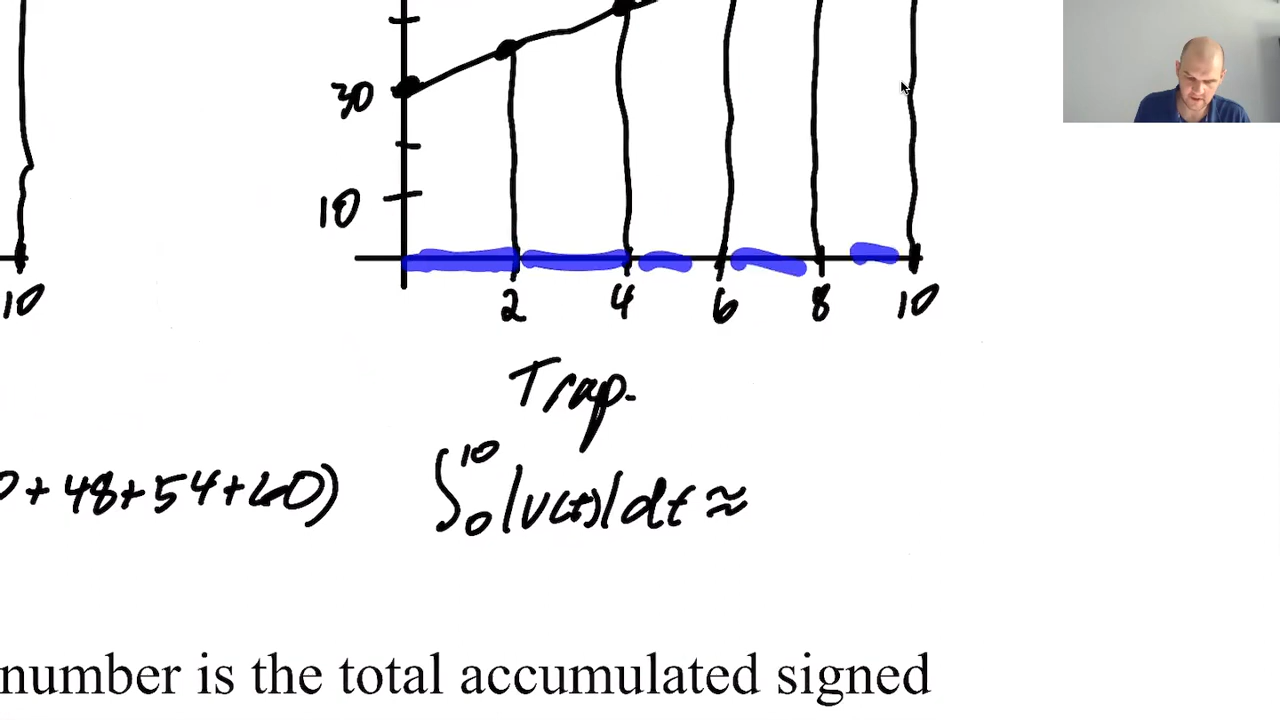 30
10
2 4 6 8 10
10
Trap.
0+48+54+60)
∫₀¹⁰ |v(t)| dt ≈
number is the total accumulated signed